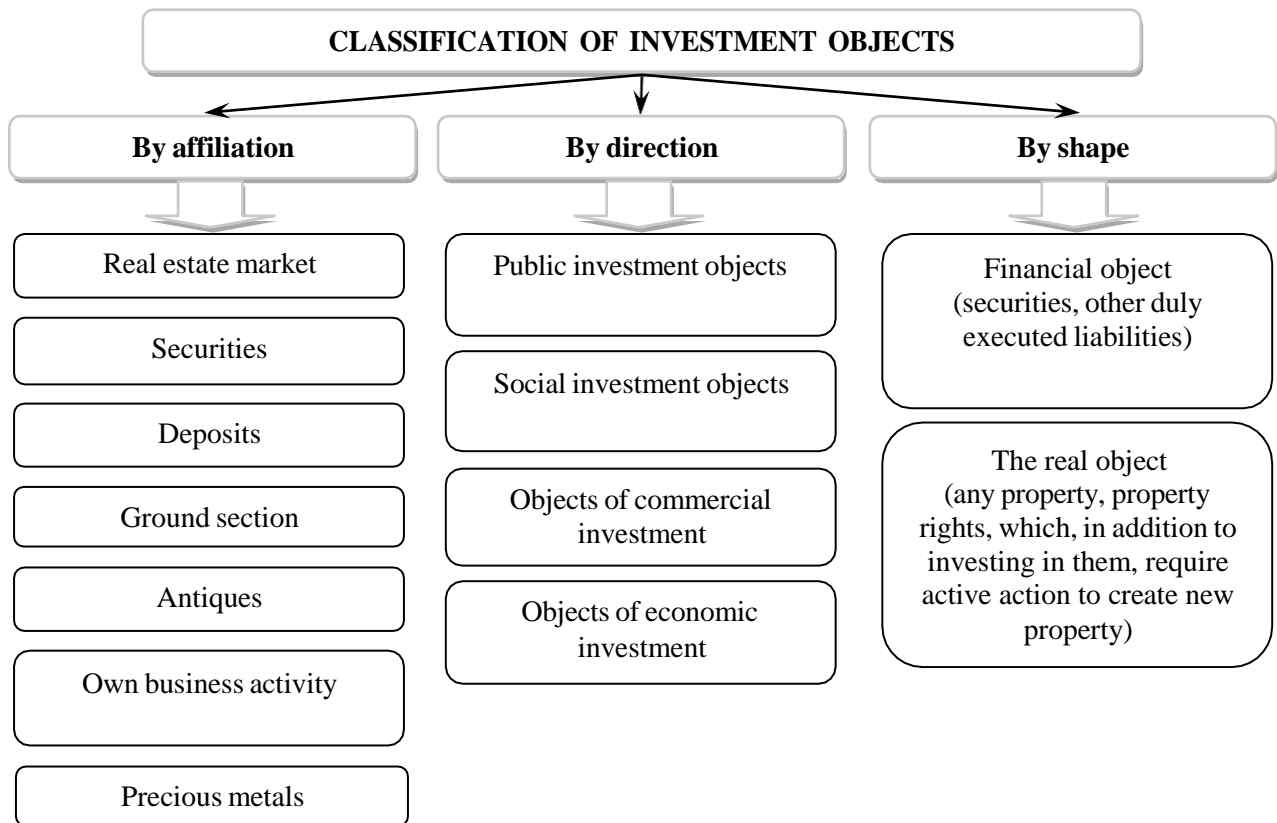 CLASSIFICATION OF INVESTMENT OBJECTS
By affiliation
Real estate market
Securities
Deposits
Ground section
Antiques
Own business activity
Precious metals
By direction
Public investment objects
Social investment objects
Objects of commercial
investment
Objects of economic
investment
By shape
Financial object
(securities, other duly
executed liabilities)
The real object
(any property, property
rights, which, in addition to
investing in them, require
active action to create new
property)